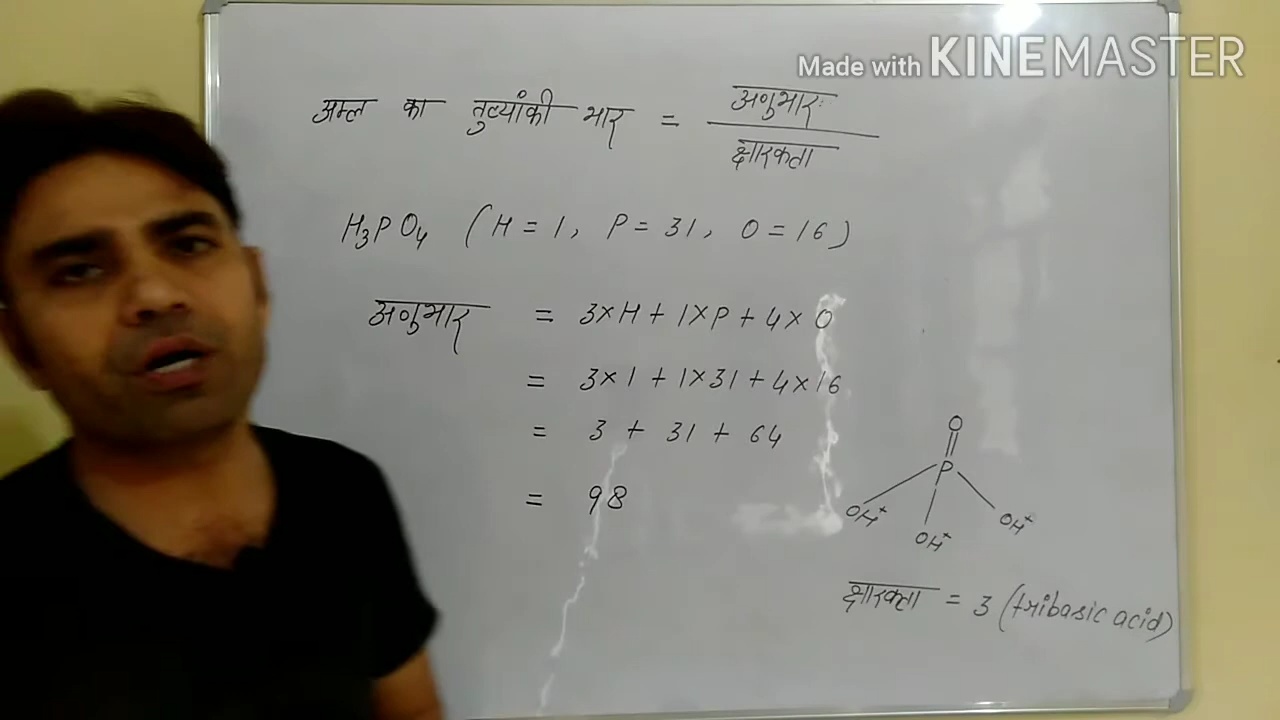 Made with KINEMASTER
अम्ल का तुल्यांकी भार = अणुभार / क्षारकता
H₃PO₄ (H = 1, P = 31, O = 16)
अणुभार = 3×H + 1×P + 4×O
= 3×1 + 1×31 + 4×16
= 3 + 31 + 64
= 98
O
P
OH⁺ OH⁺ OH⁺
क्षारकता = 3 (tribasic acid)